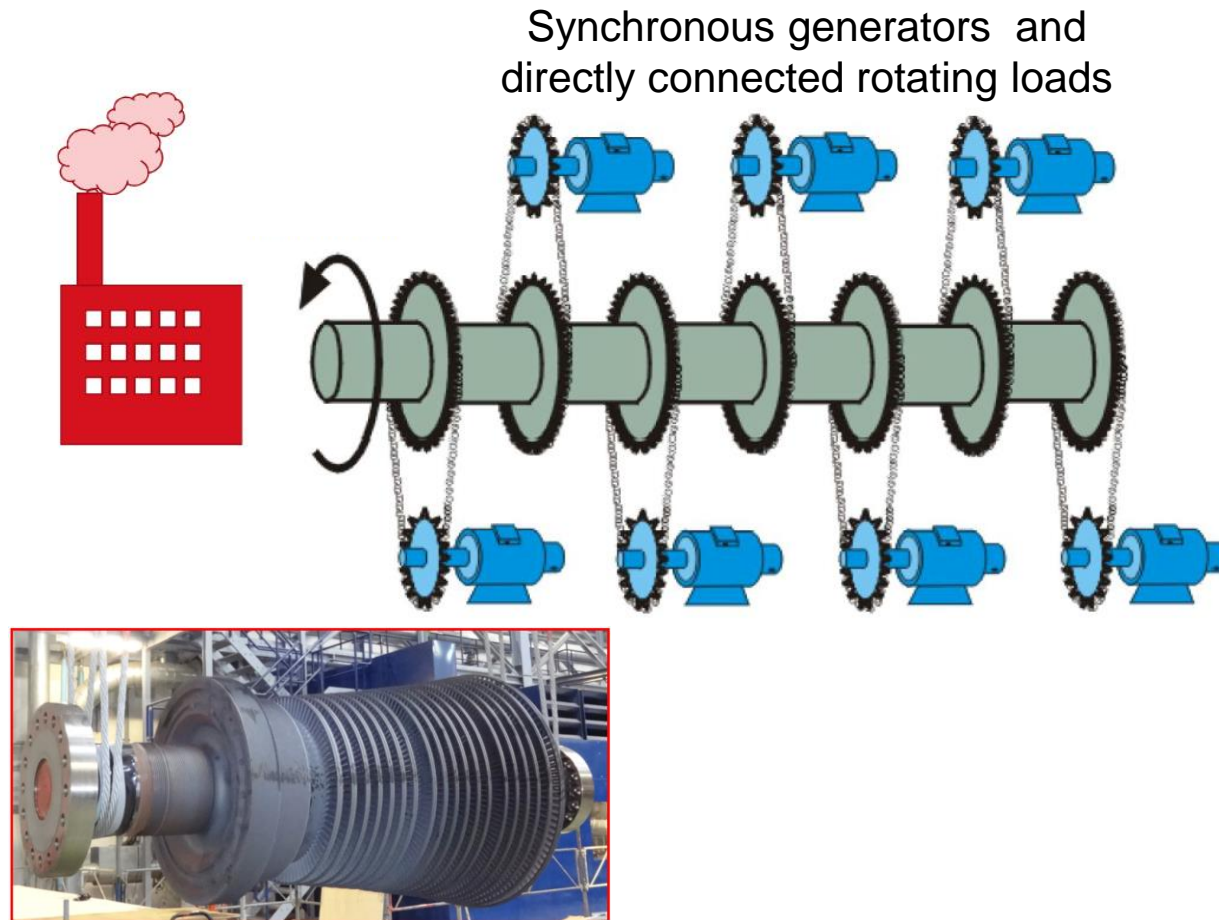 Synchronous generators and
directly connected rotating loads